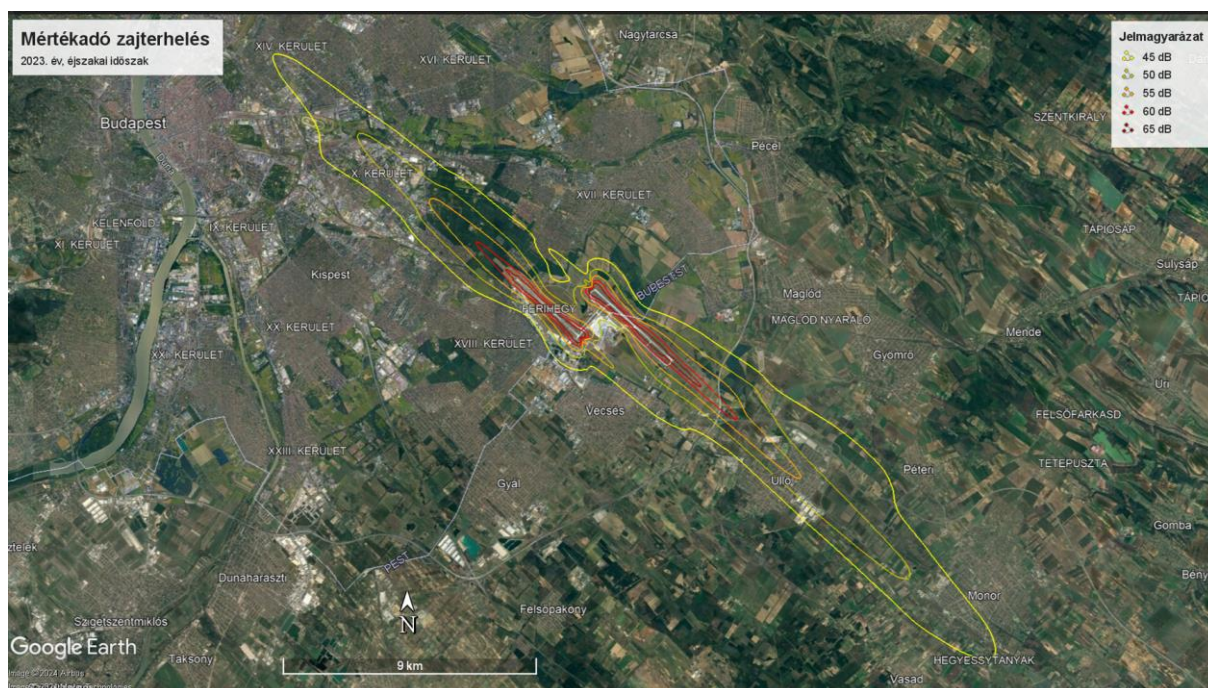 Mértékadó zajterhelés
2023. év, éjszakai időszak
Jelmagyarázat
45 dB
50 dB
55 dB
60 dB
65 dB
XIV KERÜLET
XVI. KERÜLET
Nagytarcsa
Budapest
SZENTKIRÁLY
Pécel
X. KERÜLET
XVII. KERÜLET
KELENFÖLD
IX. KERÜLET
XI. KERÜLET
TÁPIÓSÁP
Sülysáp
Kispest
BUDAPEST
Maglód
MAGLÓD NYARALÓ
FERIHEGY
XX. KERÜLET
XVIII. KERÜLET
Mende
XXI. KERÜLET
Gyömrő
Úri
Vecsés
FELSŐFARKASD
XXIII. KERÜLET
Péteri
TETEPUSZTA
Gyál
Üllő
Gomba
PEST
Dunaharaszti
Monor
Felsőpakony
Szigetszentmiklós
N
Google Earth
Taksony
9 km
HEGYESSYTANYÁK
Vasad